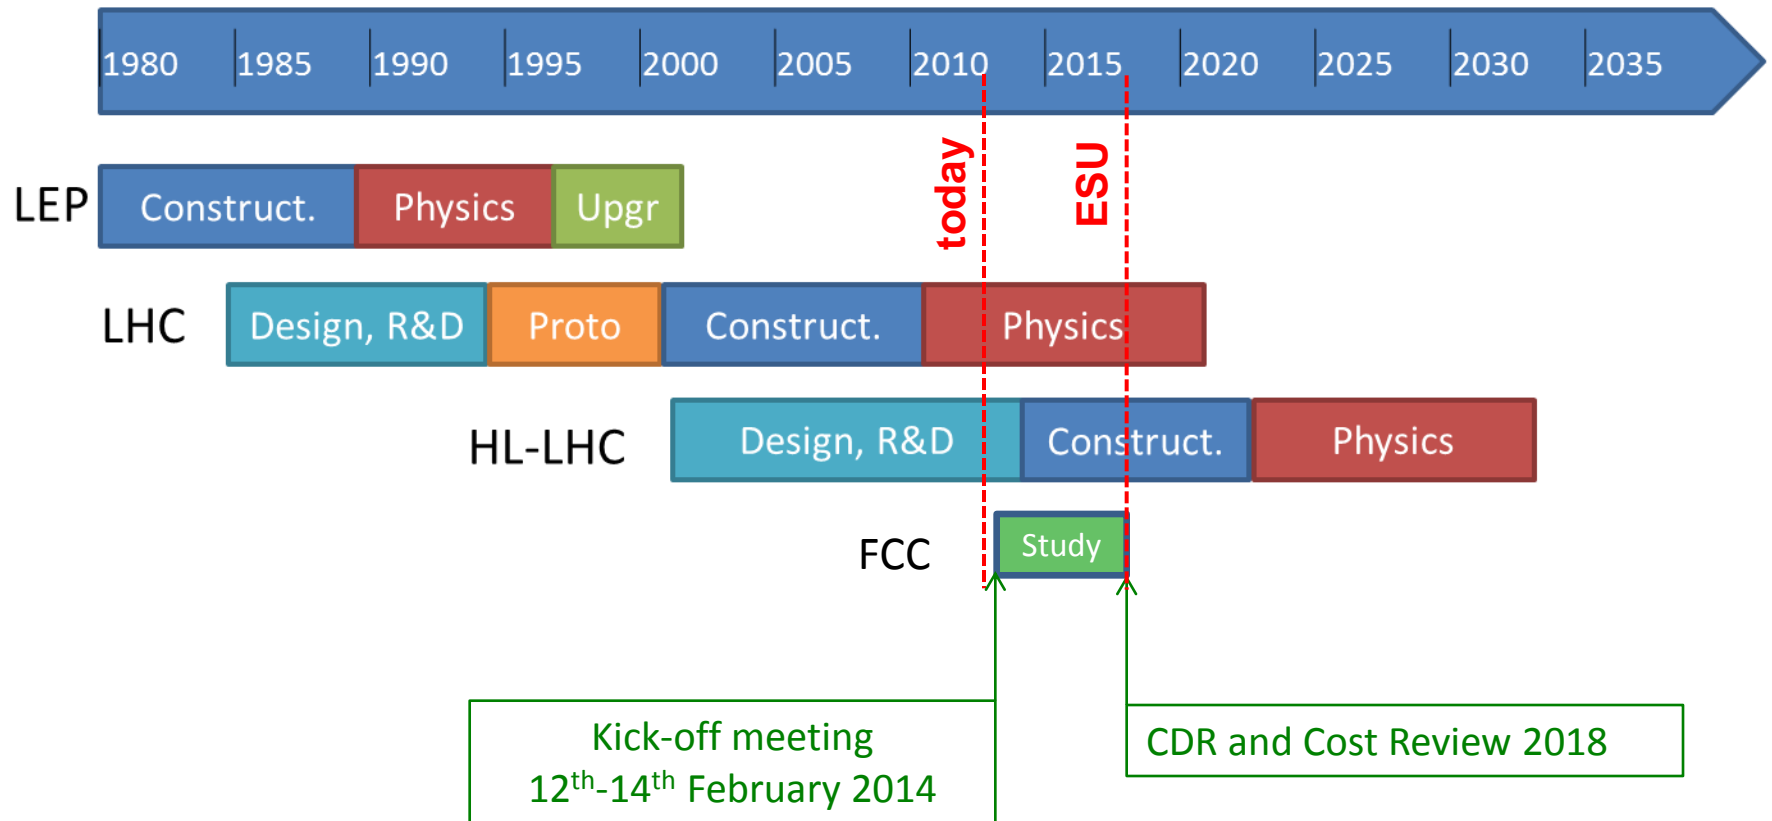 1980 1985 1990 1995 2000 2005 2010 2015 2020 2025 2030 2035
today
ESU
LEP Construct. Physics Upgr
LHC Design, R&D Proto Construct. Physics
HL-LHC Design, R&D Construct. Physics
FCC Study
Kick-off meeting
12th-14th February 2014
CDR and Cost Review 2018